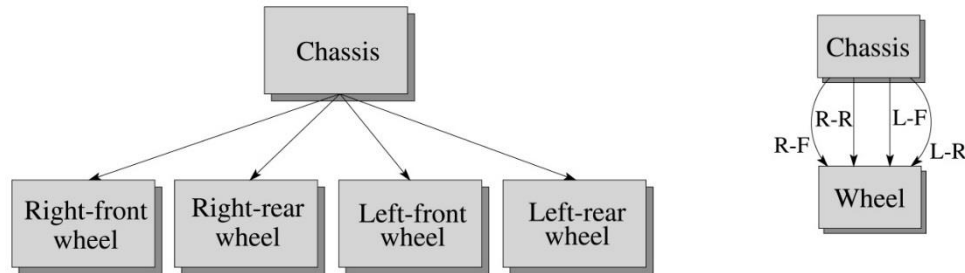 Chassis
Right-front
wheel
Right-rear
wheel
Left-front
wheel
Left-rear
wheel
Chassis
R-F
R-R
L-F
L-R
Wheel